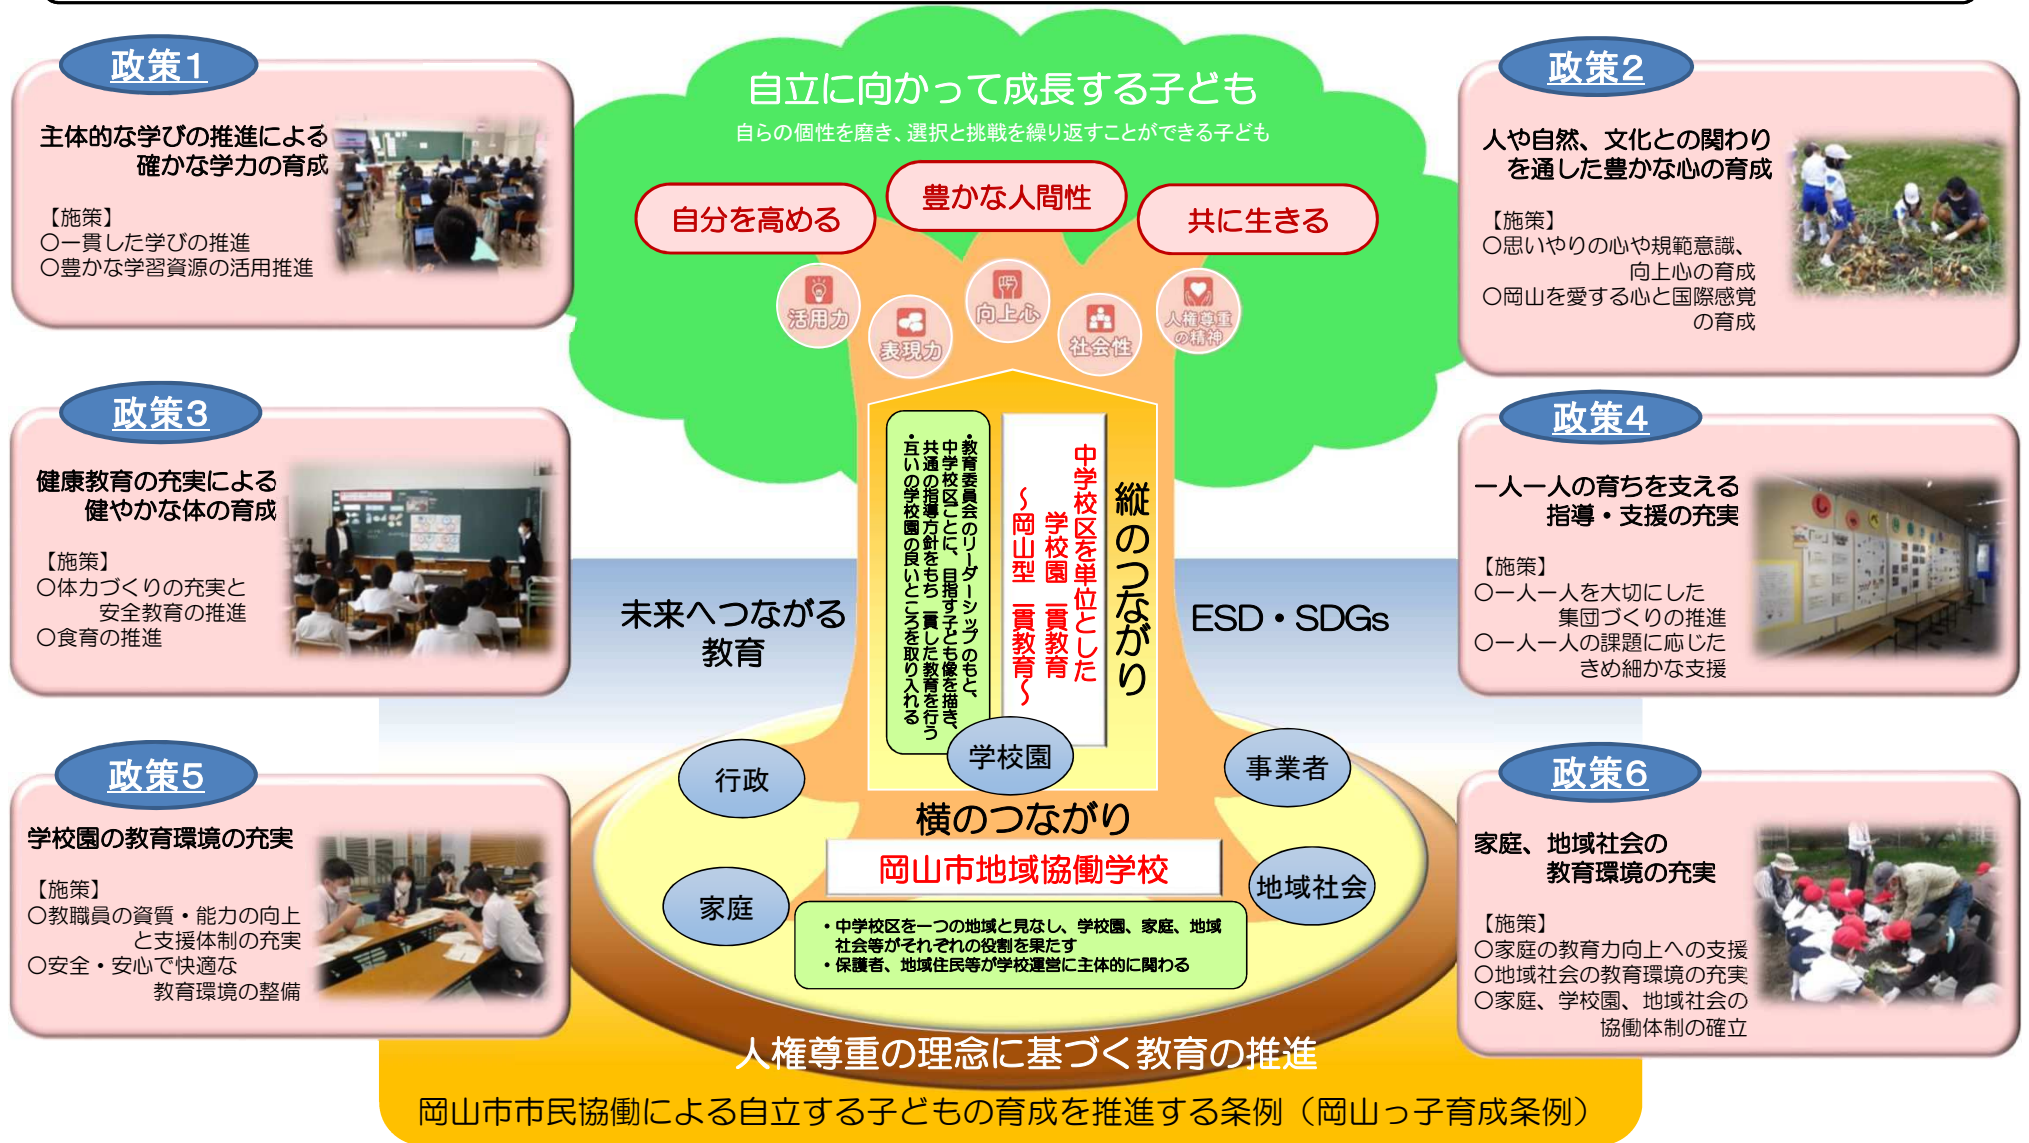 政策1
主体的な学びの推進による
確かな学力の育成
【施策】
○一貫した学びの推進
○豊かな学習資源の活用推進
政策2
人や自然、文化との関わり
を通した豊かな心の育成
【施策】
○思いやりの心や規範意識、
向上心の育成
○岡山を愛する心と国際感覚
の育成
政策3
健康教育の充実による
健やかな体の育成
【施策】
○体力づくりの充実と
安全教育の推進
○食育の推進
政策4
一人一人の育ちを支える
指導・支援の充実
【施策】
○一人一人を大切にした
集団づくりの推進
○一人一人の課題に応じた
きめ細かな支援
政策5
学校園の教育環境の充実
【施策】
○教職員の資質・能力の向上
と支援体制の充実
○安全・安心で快適な
教育環境の整備
政策6
家庭、地域社会の
教育環境の充実
【施策】
○家庭の教育力向上への支援
○地域社会の教育環境の充実
○家庭、学校園、地域社会の
協働体制の確立
自立に向かって成長する子ども
自らの個性を磨き、選択と挑戦を繰り返すことができる子ども
自分を高める
豊かな人間性
共に生きる
活用力
表現力
向上心
社会性
人権尊重
の精神
縦のつながり
中学校区を単位とした
学校園一貫教育
～岡山型一貫教育～
・教育委員会のリーダーシップのもと、
中学校区ごとに、目指す子ども像を描き、
共通の指導方針をもち一貫した教育を行う
・互いの学校園の良いところを取り入れる
未来へつながる
教育
ESD・SDGs
学校園
行政
事業者
家庭
地域社会
横のつながり
岡山市地域協働学校
・中学校区を一つの地域と見なし、学校園、家庭、地域
社会等がそれぞれの役割を果たす
・保護者、地域住民等が学校運営に主体的に関わる
人権尊重の理念に基づく教育の推進
岡山市市民協働による自立する子どもの育成を推進する条例（岡山っ子育成条例）